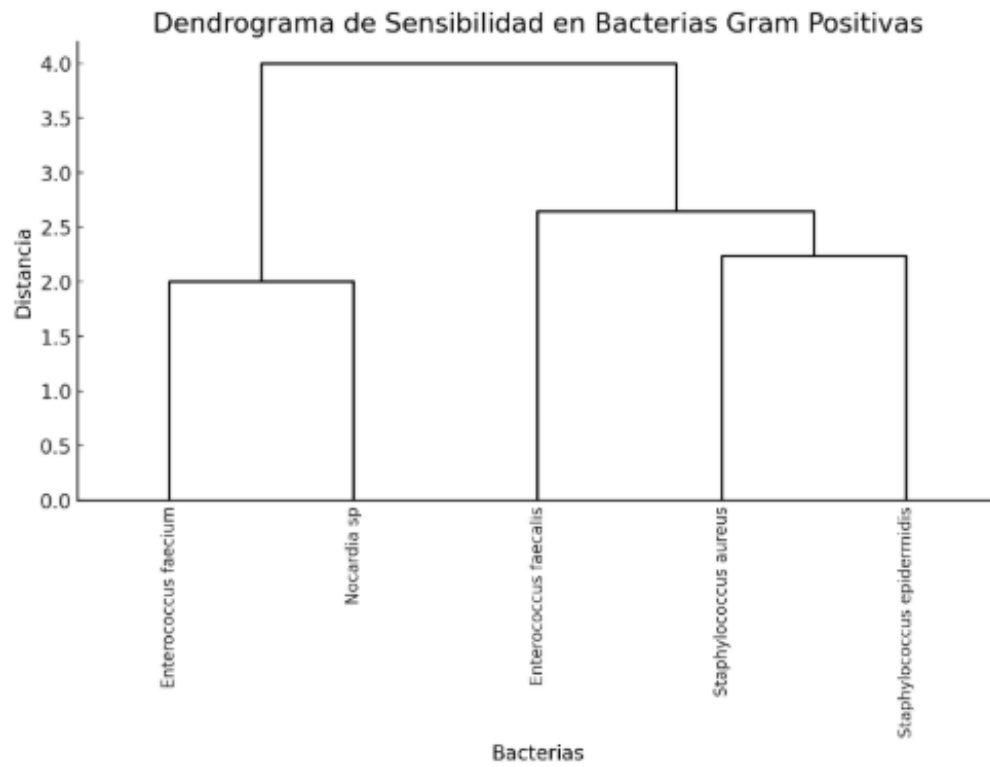 Dendrograma de Sensibilidad en Bacterias Gram Positivas
4.0
3.5
3.0
2.5
2.0
1.5
1.0
0.5
0.0
Distancia
Enterococcus faecium
Nocardia sp
Enterococcus faecalis
Staphylococcus aureus
Staphylococcus epidermidis
Bacterias